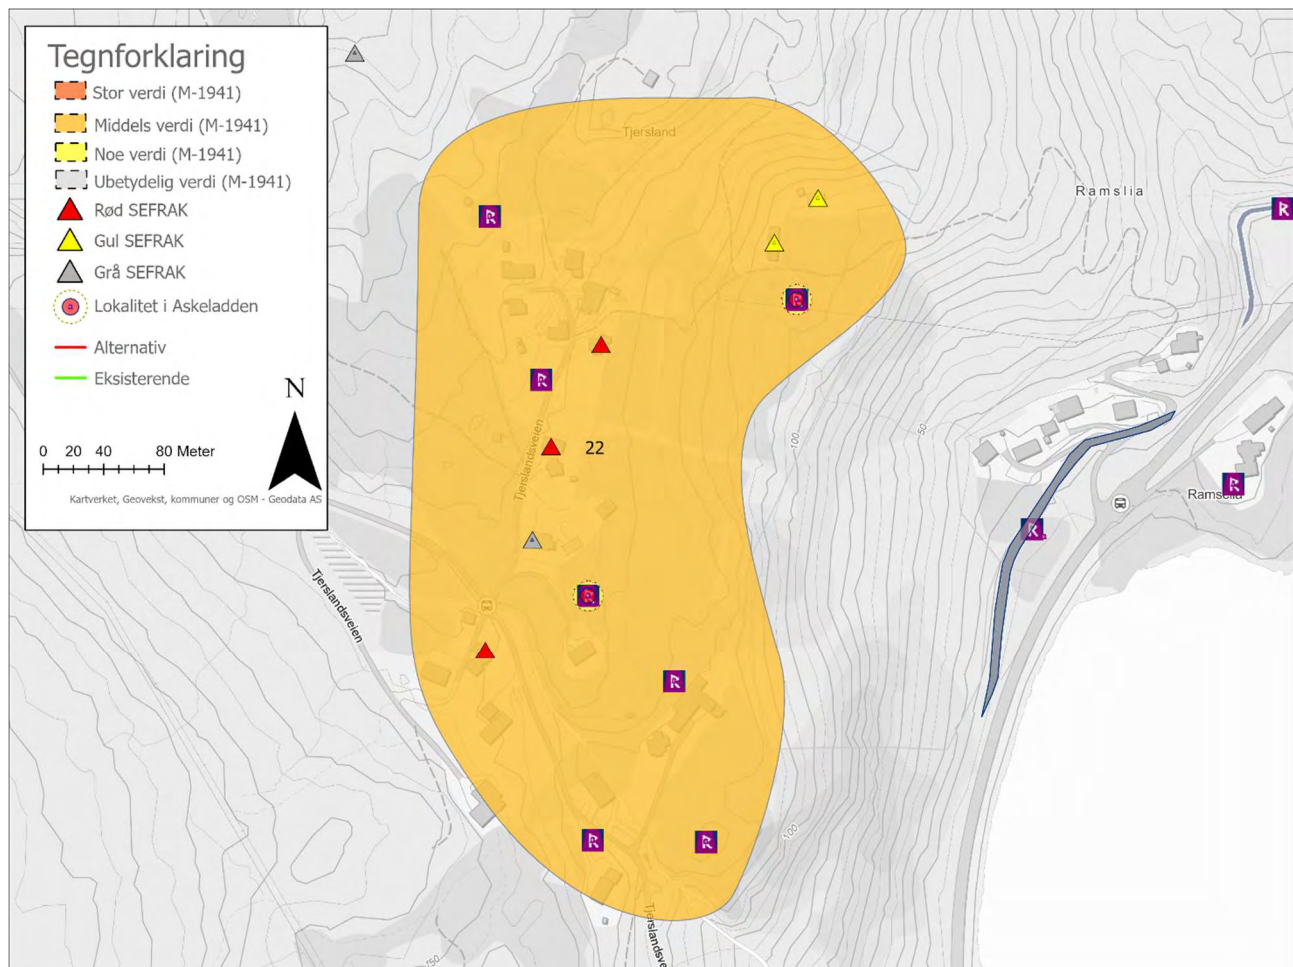 Tegnforklaring
Stor verdi (M-1941)
Middels verdi (M-1941)
Noe verdi (M-1941)
Ubetydelig verdi (M-1941)
Rød SEFRAK
Gul SEFRAK
Grå SEFRAK
Lokalitet i Askeladden
Alternativ
Eksisterende
N
0 20 40 80 Meter
Kartverket, Geovekst, kommuner og OSM - Geodata AS
Tjersland
Ramslia
R
R
R
Tjerslandsveien
22
100
50
R
Ramslia
R
Tjerslandsveien
R
R
R
100
Tjerslandsveien
150